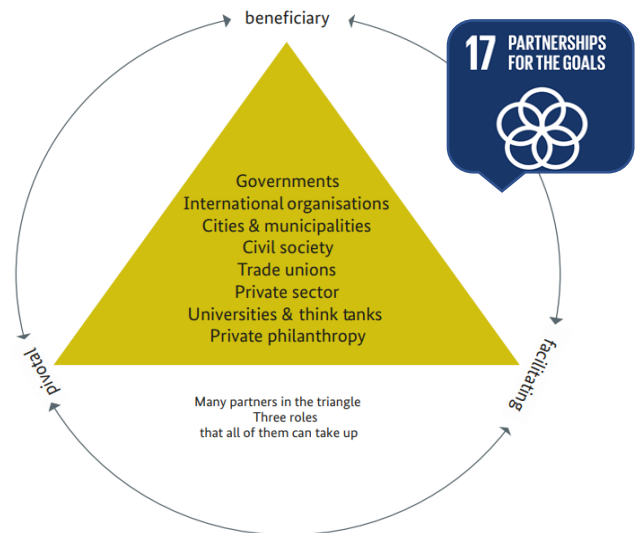 beneficiary
17 PARTNERSHIPS
FOR THE GOALS
Governments
International organisations
Cities & municipalities
Civil society
Trade unions
Private sector
Universities & think tanks
Private philanthropy
pivotal
facilitating
Many partners in the triangle
Three roles
that all of them can take up